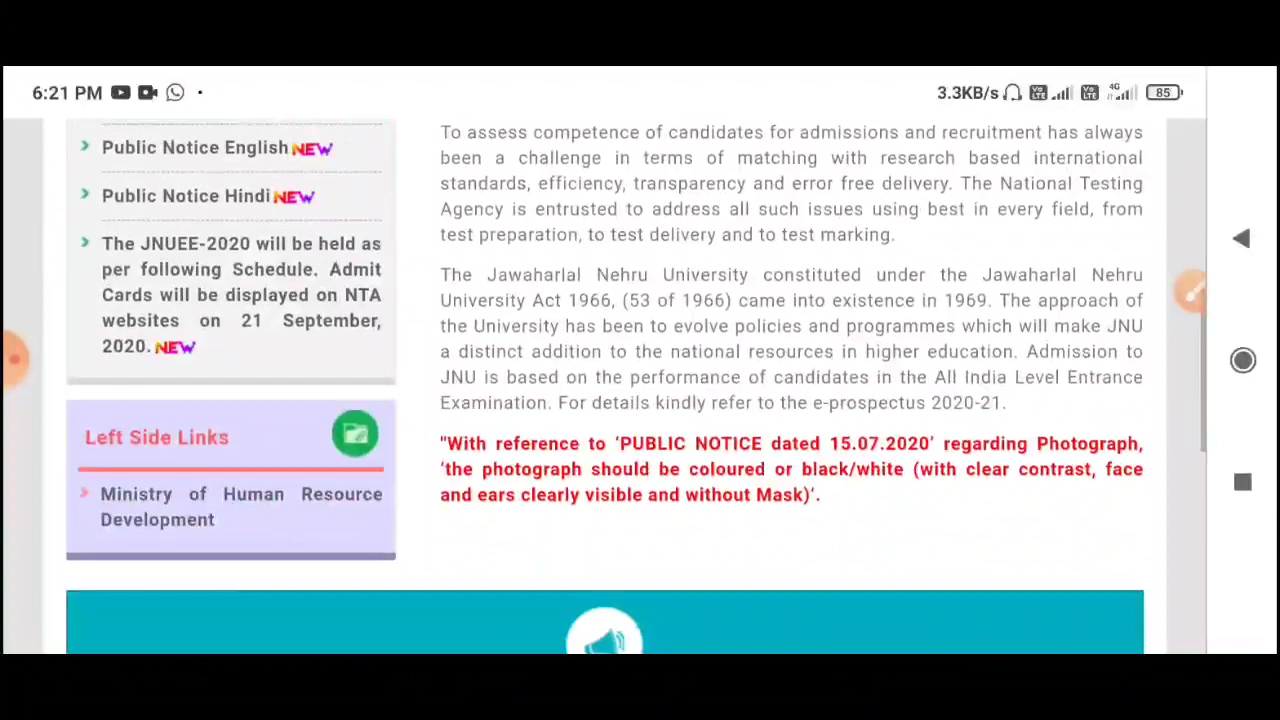 6:21 PM
3.3KB/s
Vo
LTE
Vo
LTE
4G
85
Public Notice English NEW
Public Notice Hindi NEW
The JNUEE-2020 will be held as
per following Schedule. Admit
Cards will be displayed on NTA
websites on 21 September,
2020. NEW
Left Side Links
Ministry of Human Resource
Development
To assess competence of candidates for admissions and recruitment has always
been a challenge in terms of matching with research based international
standards, efficiency, transparency and error free delivery. The National Testing
Agency is entrusted to address all such issues using best in every field, from
test preparation, to test delivery and to test marking.
The Jawaharlal Nehru University constituted under the Jawaharlal Nehru
University Act 1966, (53 of 1966) came into existence in 1969. The approach of
the University has been to evolve policies and programmes which will make JNU
a distinct addition to the national resources in higher education. Admission to
JNU is based on the performance of candidates in the All India Level Entrance
Examination. For details kindly refer to the e-prospectus 2020-21.
"With reference to ‘PUBLIC NOTICE dated 15.07.2020’ regarding Photograph,
‘the photograph should be coloured or black/white (with clear contrast, face
and ears clearly visible and without Mask)’.